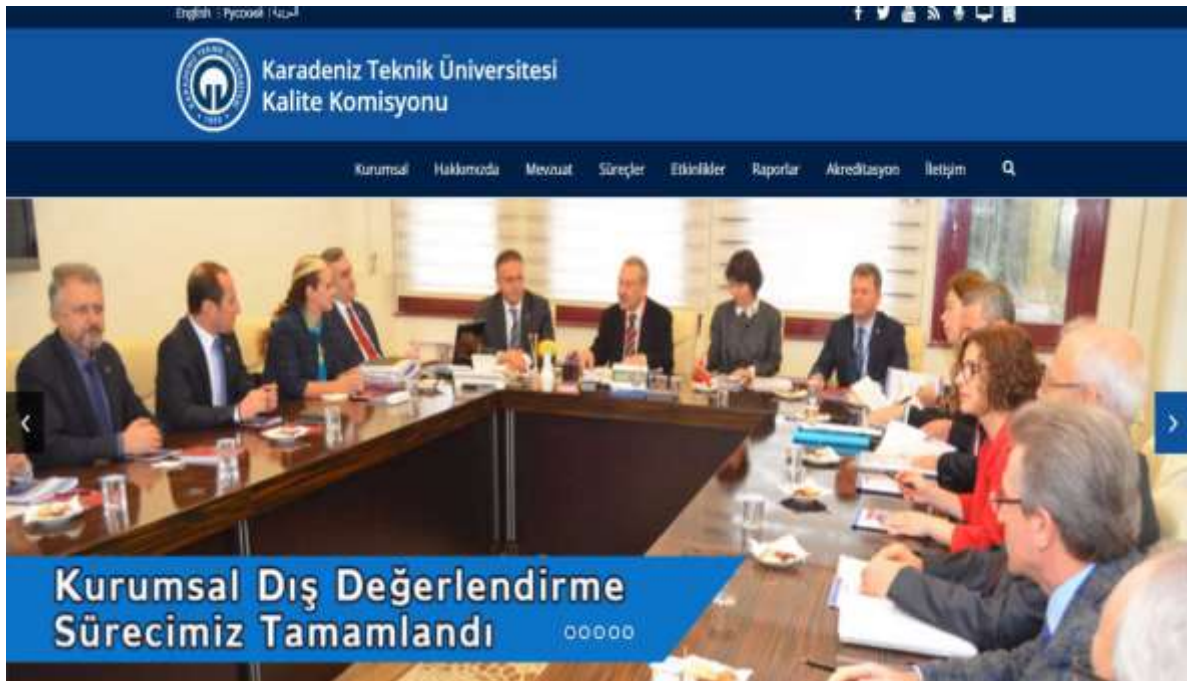 English Русский العربية
Karadeniz Teknik Üniversitesi
Kalite Komisyonu
Kurumsal Hakkımızda Mevzuat Süreçler Etkinlikler Raporlar Akreditasyon İletişim
Kurumsal Dış Değerlendirme
Sürecimiz Tamamlandı